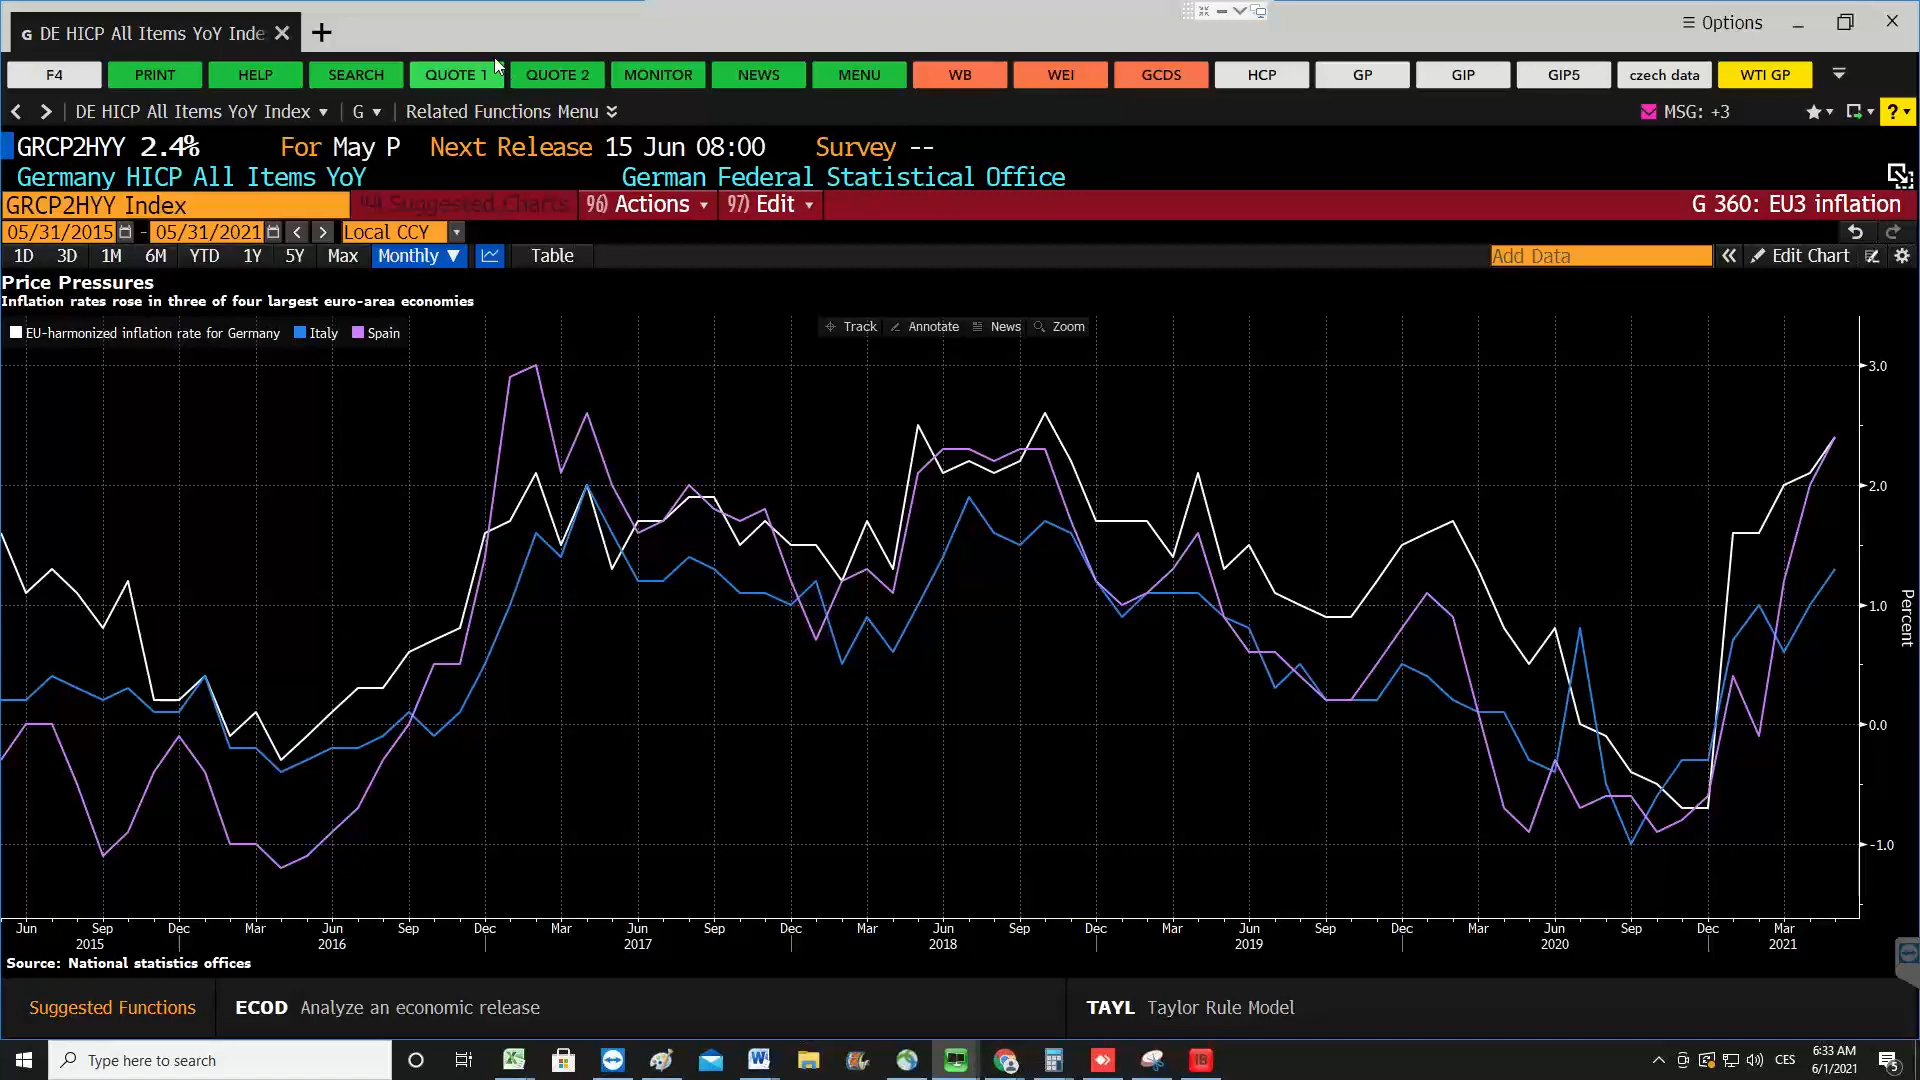 G DE HICP All Items YoY Inde
Options
F4 PRINT HELP SEARCH QUOTE 1 QUOTE 2 MONITOR NEWS MENU WB WEI GCDS HCP GP GIP GIP5 czech data WTI GP
DE HICP All Items YoY Index G Related Functions Menu MSG: +3 ?
GRCP2HYY 2.4% For May P Next Release 15 Jun 08:00 Survey --
Germany HICP All Items YoY German Federal Statistical Office
GRCP2HYY Index 94) Suggested Charts 96) Actions 97) Edit G 360: EU3 inflation
05/31/2015 - 05/31/2021 Local CCY
1D 3D 1M 6M YTD 1Y 5Y Max Monthly ▼ Table Add Data Edit Chart
Price Pressures
Inflation rates rose in three of four largest euro-area economies
EU-harmonized inflation rate for Germany Italy Spain Track Annotate News Zoom
3.0
2.0
1.0
0.0
-1.0
Percent
Jun Sep Dec Mar Jun Sep Dec Mar Jun Sep Dec Mar Jun Sep Dec Mar Jun Sep Dec Mar Jun Sep Dec Mar
2015 2016 2017 2018 2019 2020 2021
Source: National statistics offices
Suggested Functions ECOD Analyze an economic release TAYL Taylor Rule Model
Type here to search CES 6:33 AM
6/1/2021 5